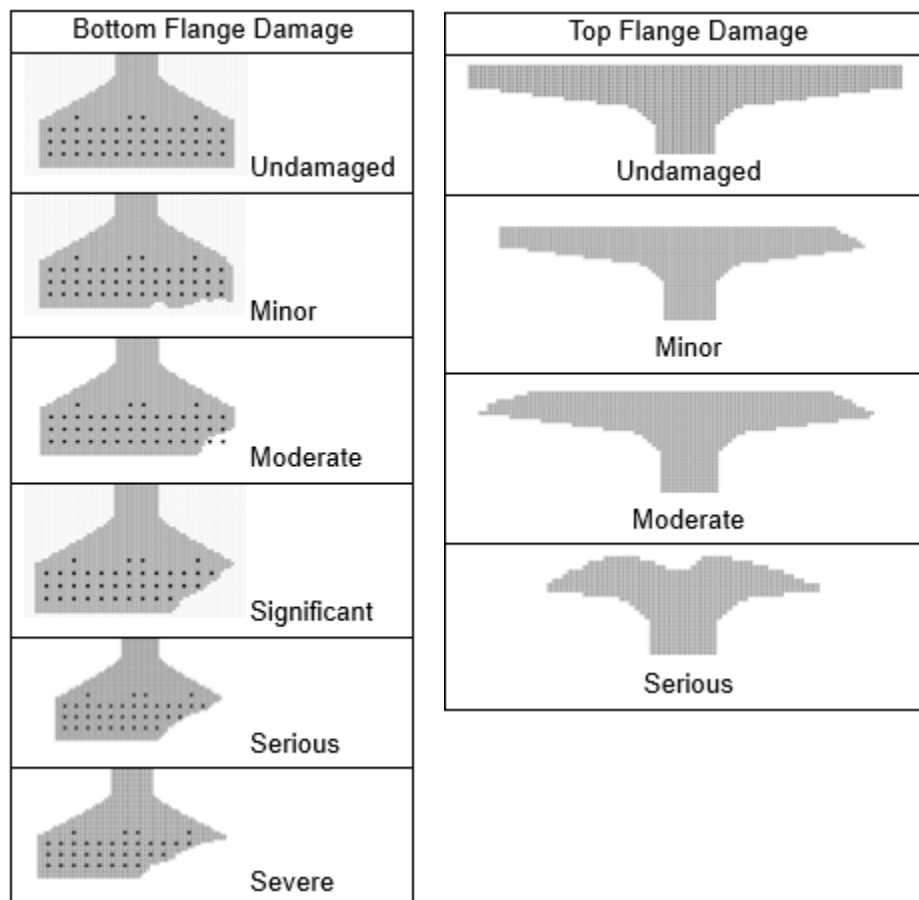 Bottom Flange Damage
Undamaged
Minor
Moderate
Significant
Serious
Severe
Top Flange Damage
Undamaged
Minor
Moderate
Serious